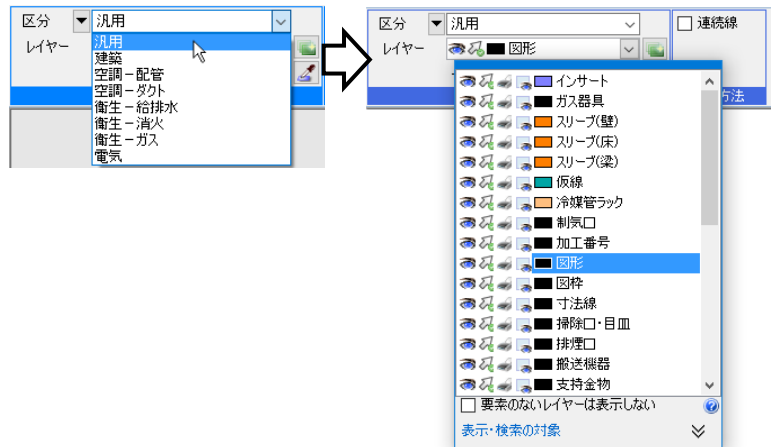 区分 汎用
レイヤー
汎用
建築
空調－配管
空調－ダクト
衛生－給排水
衛生－消火
衛生－ガス
電気
区分 汎用 連続線
レイヤー 図形
方法
インサート
ガス器具
スリーブ(壁)
スリーブ(床)
スリーブ(梁)
仮線
冷媒管ラック
制気口
加工番号
図形
図枠
寸法線
掃除口・目皿
排煙口
搬送機器
支持金物
要素のないレイヤーは表示しない
表示・検索の対象